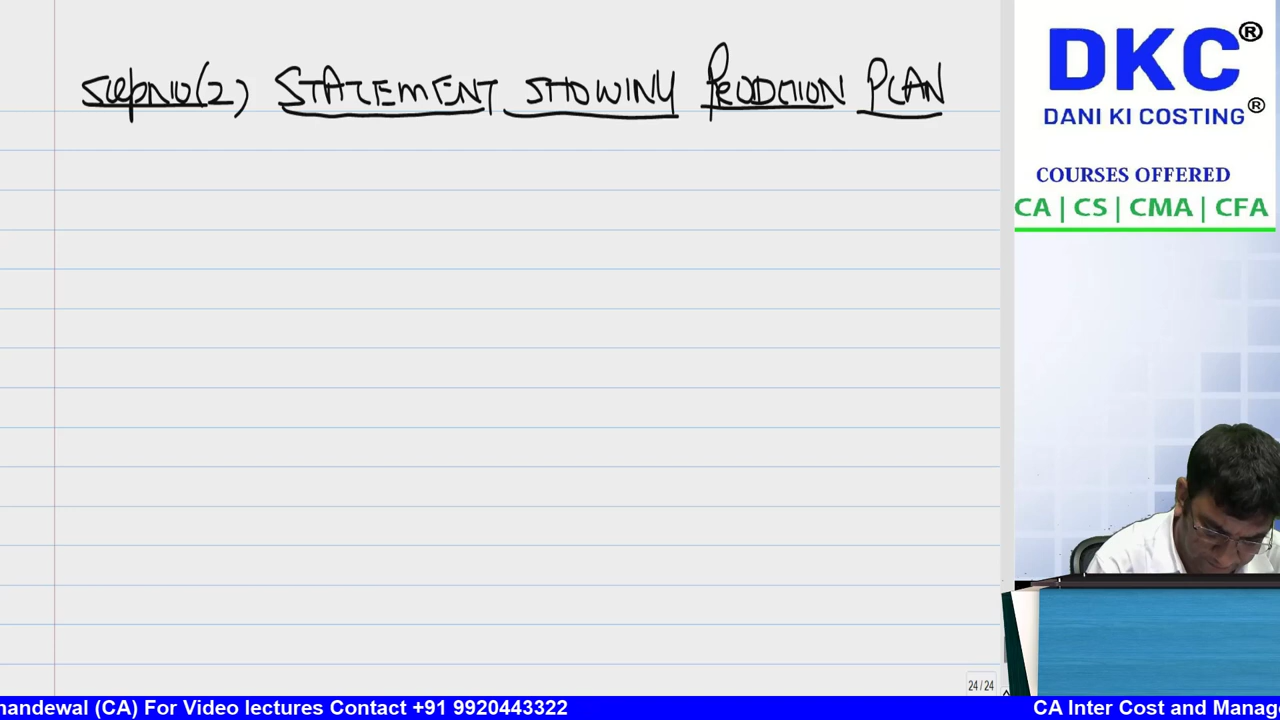 Step No (2) STATEMENT SHOWING PRODCTION PLAN
DKC®
DANI KI COSTING®
COURSES OFFERED
CA | CS | CMA | CFA
24 / 24
handewal (CA) For Video lectures Contact +91 9920443322
CA Inter Cost and Manag